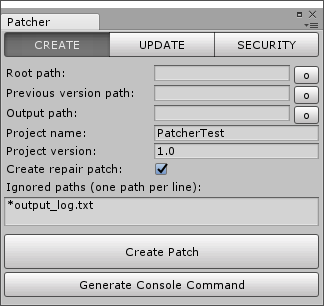 Patcher
CREATE UPDATE SECURITY
Root path: o
Previous version path: o
Output path: o
Project name: PatcherTest
Project version: 1.0
Create repair patch:
Ignored paths (one path per line):
*output_log.txt
Create Patch
Generate Console Command